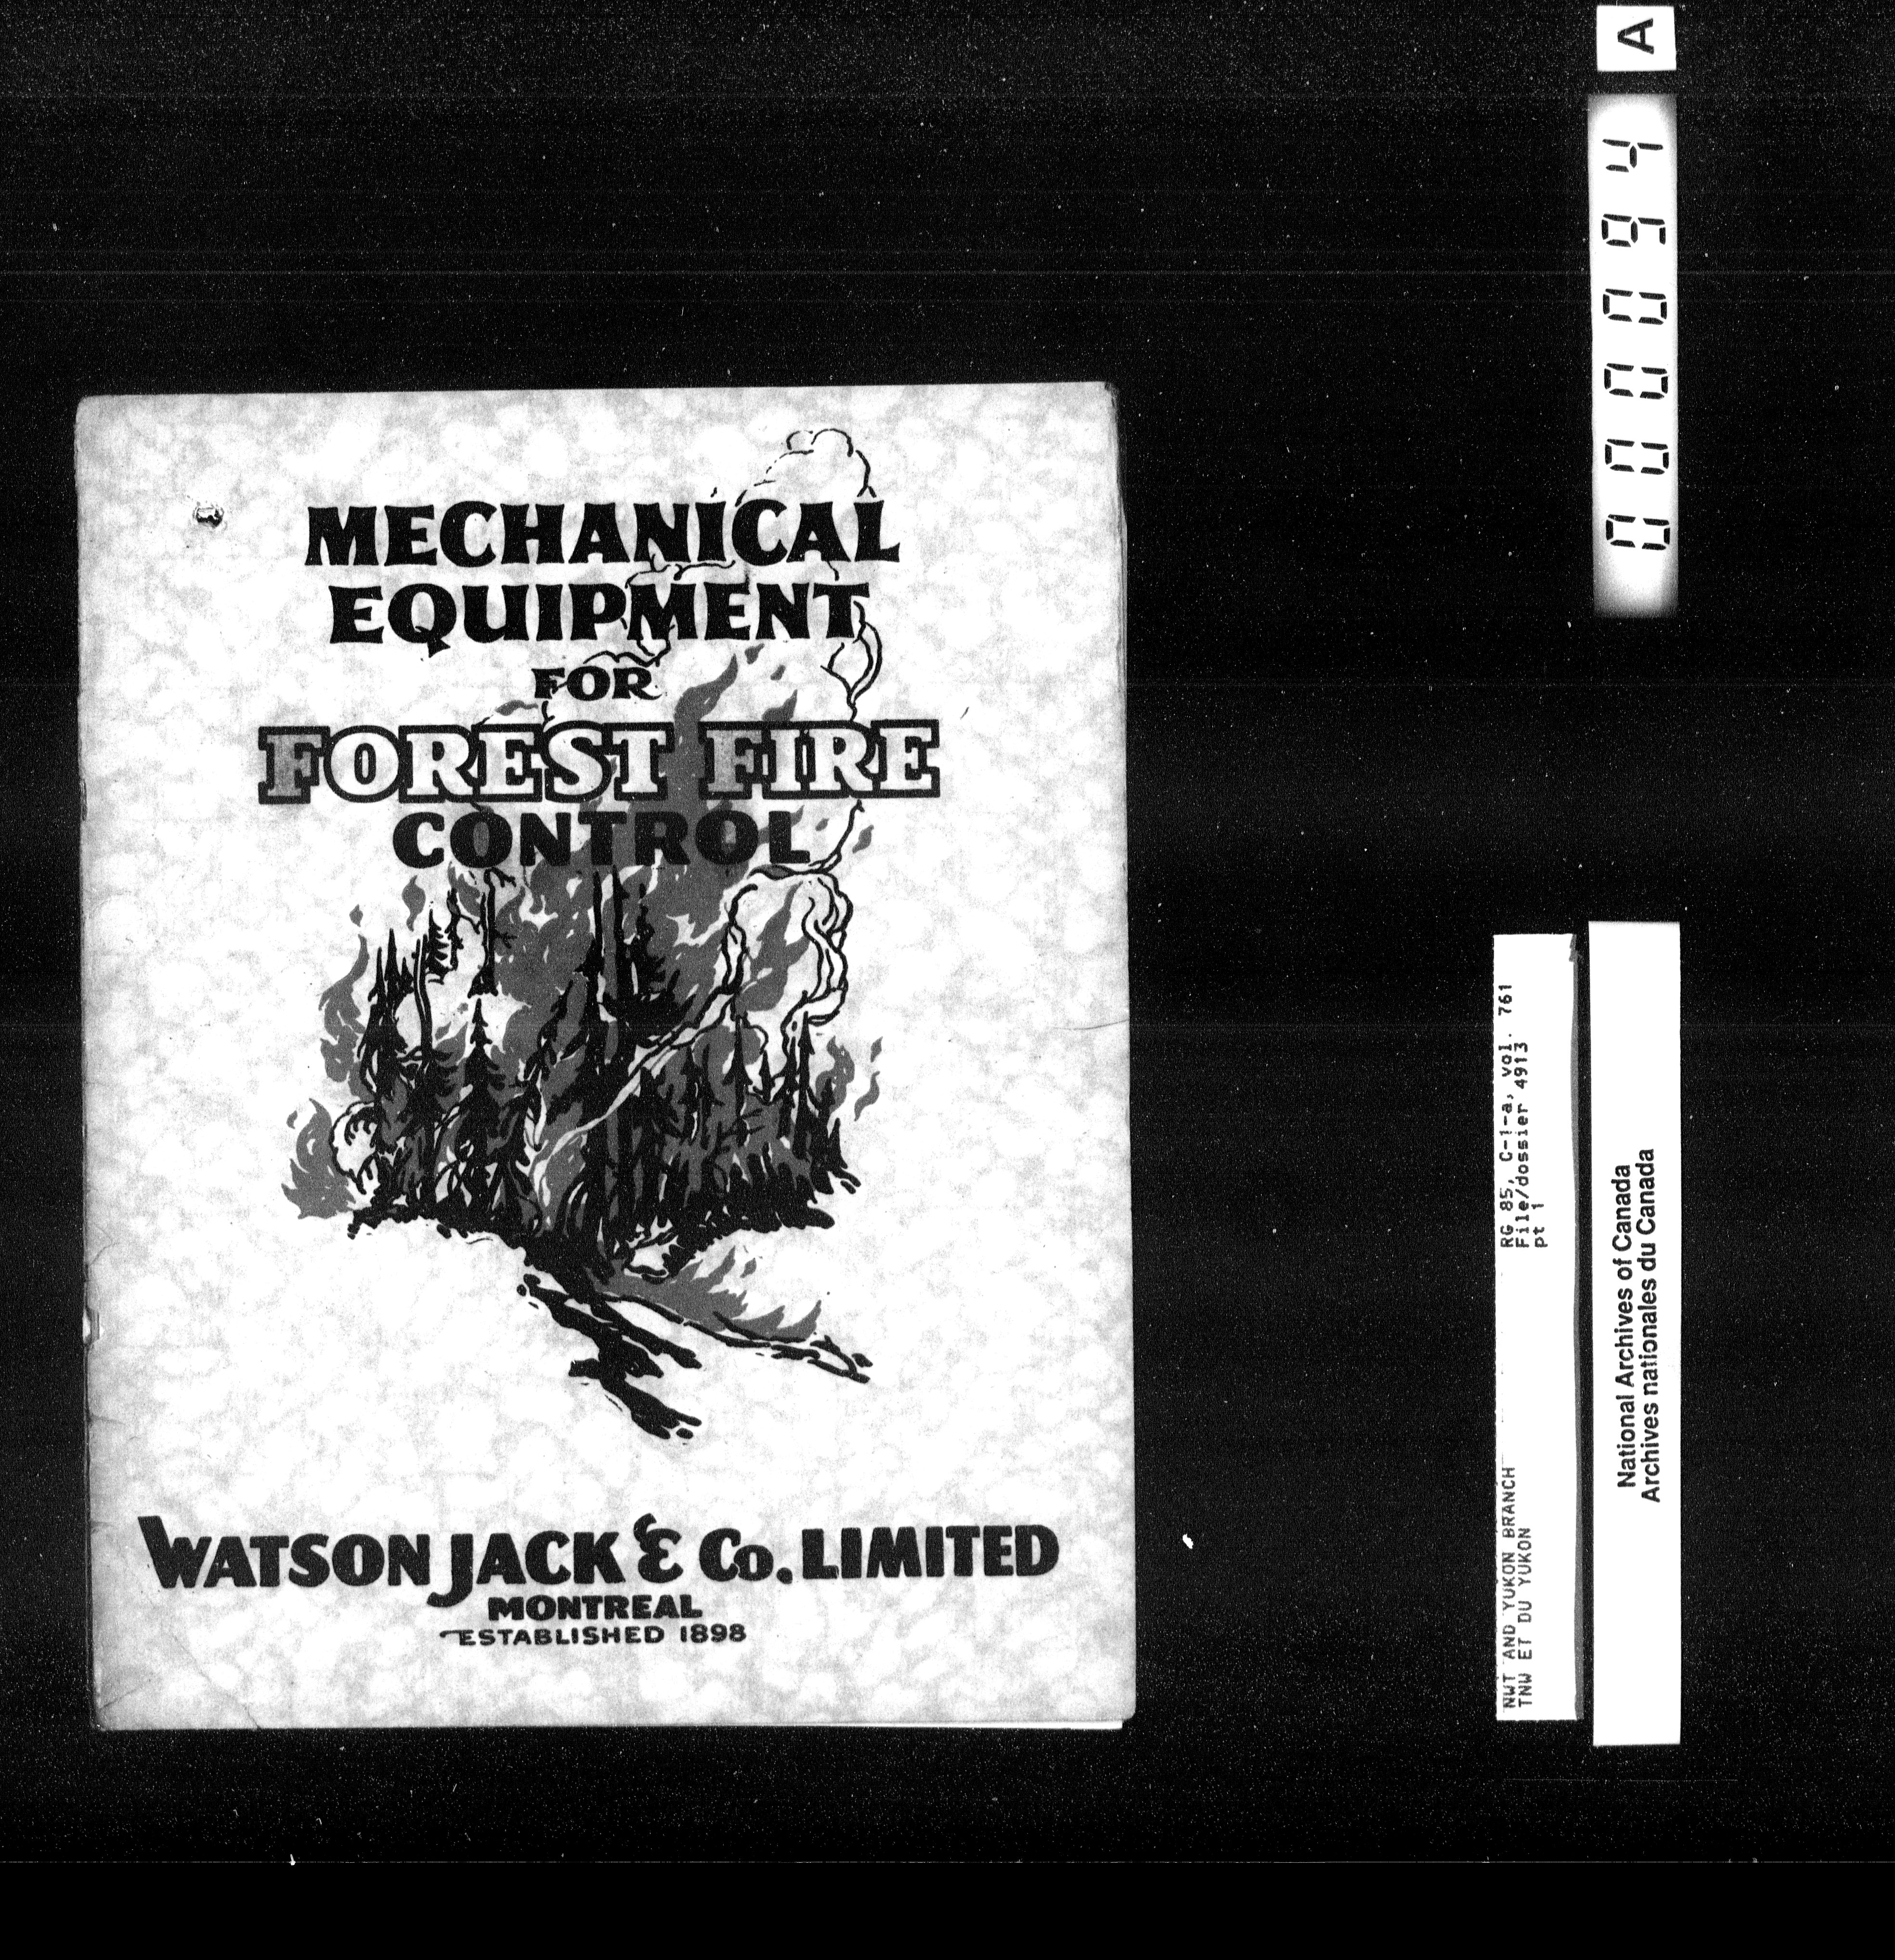 MECHANICAL
EQUIPMENT
FOR
FOREST FIRE
CONTROL
WATSON JACK & Co. LIMITED
MONTREAL
ESTABLISHED 1898
000094 A
NWT AND YUKON BRANCH RG 85, C-1-a, vol. 761
TNW ET DU YUKON File/dossier 4913
pt 1
National Archives of Canada
Archives nationales du Canada